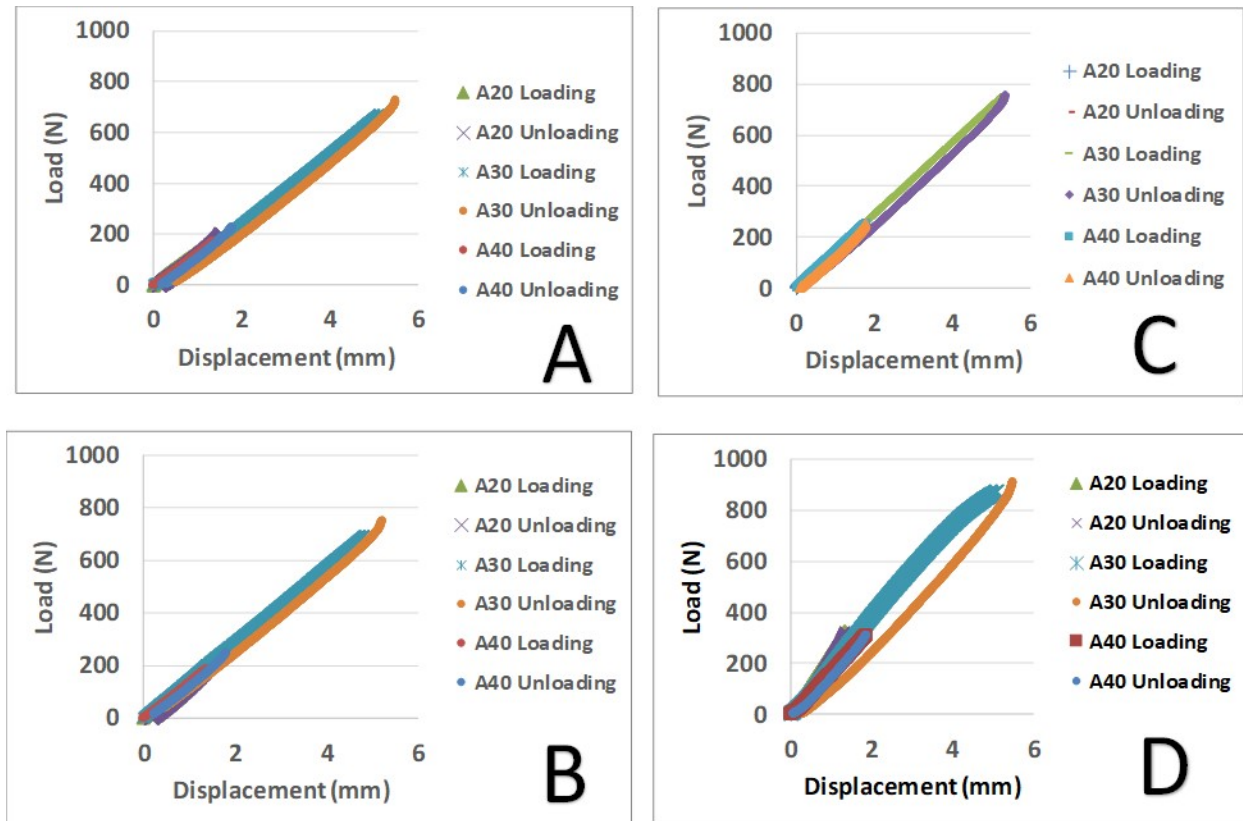 1000
800
600
400
200
0
Load (N)
0 2 4 6
Displacement (mm)
A20 Loading
A20 Unloading
A30 Loading
A30 Unloading
A40 Loading
A40 Unloading
A
1000
800
600
400
200
0
Load (N)
0 2 4 6
Displacement (mm)
A20 Loading
A20 Unloading
A30 Loading
A30 Unloading
A40 Loading
A40 Unloading
C
1000
800
600
400
200
0
Load (N)
0 2 4 6
Displacement (mm)
A20 Loading
A20 Unloading
A30 Loading
A30 Unloading
A40 Loading
A40 Unloading
B
1000
800
600
400
200
0
Load (N)
0 2 4 6
Displacement (mm)
A20 Loading
A20 Unloading
A30 Loading
A30 Unloading
A40 Loading
A40 Unloading
D